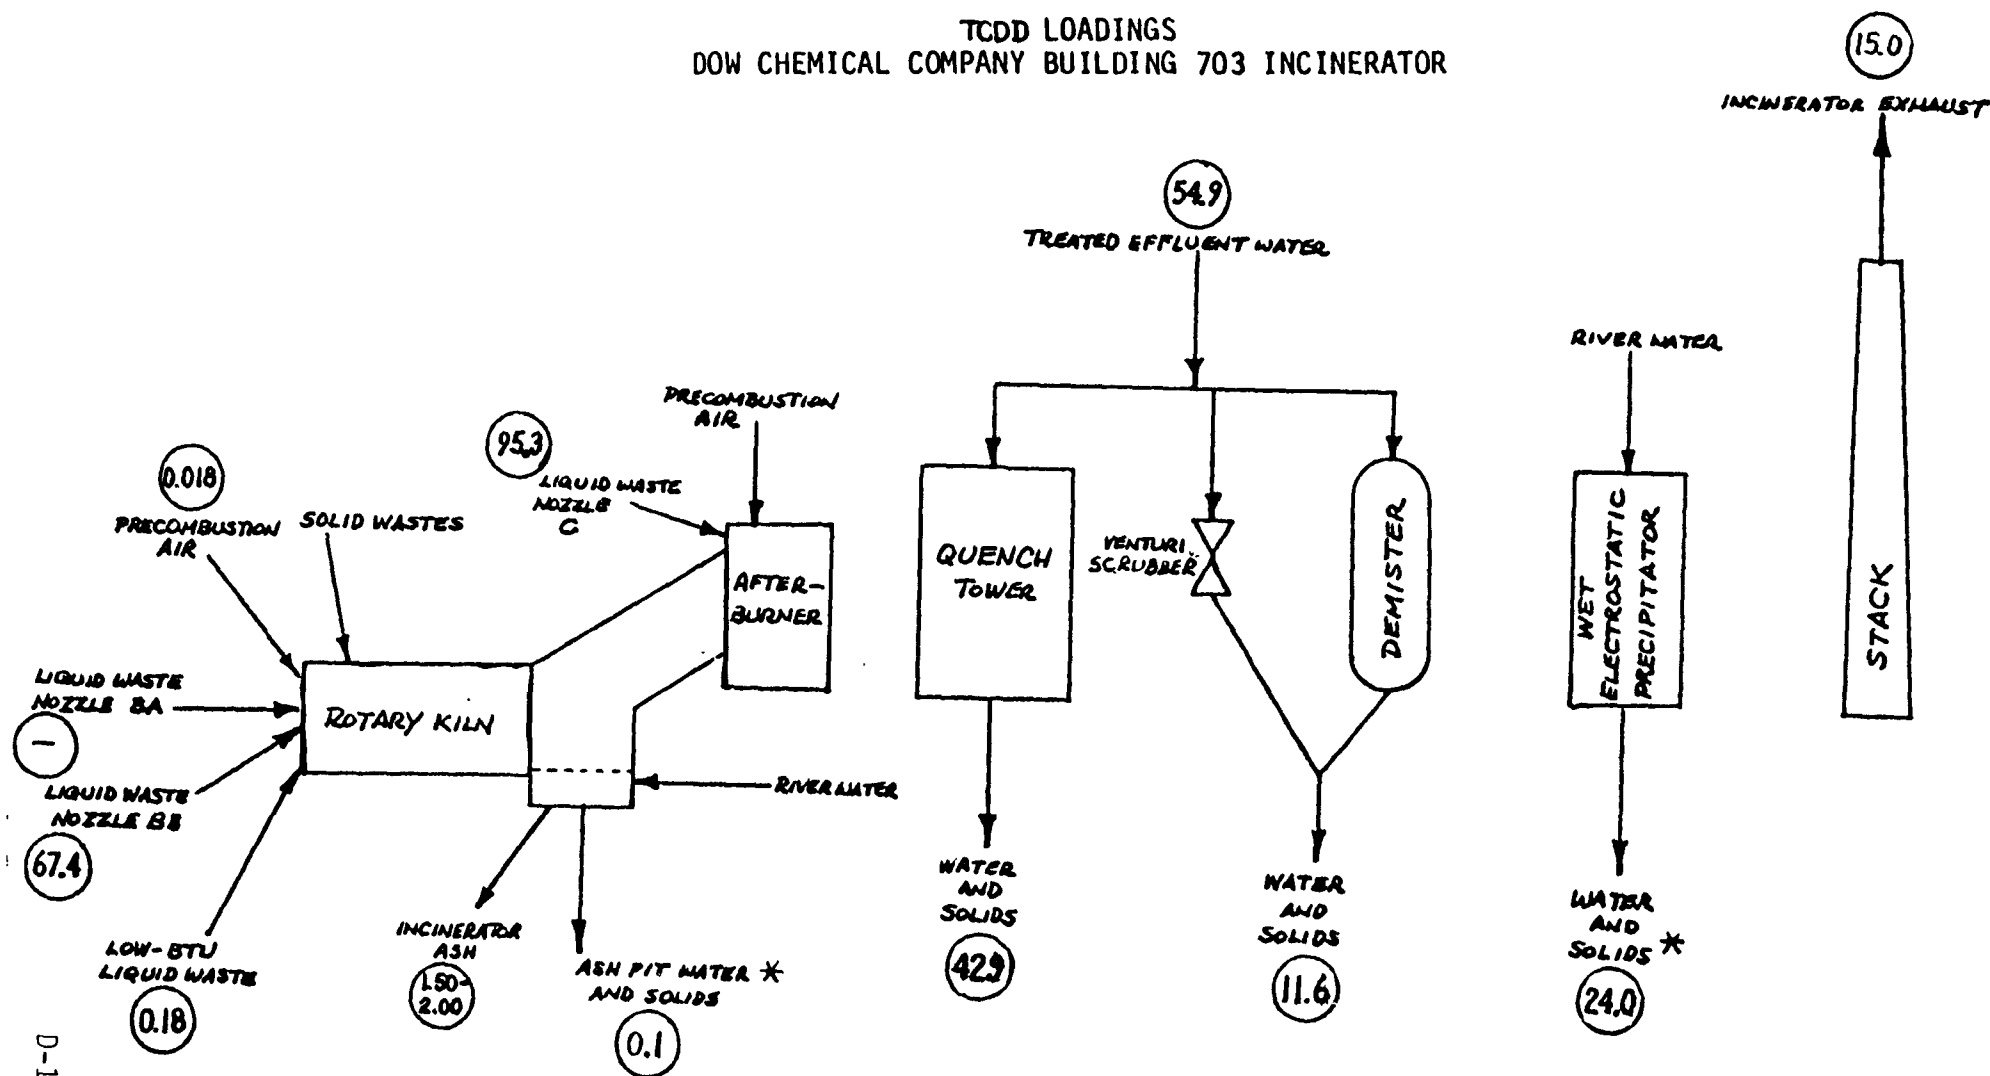 TCDD LOADINGS
DOW CHEMICAL COMPANY BUILDING 703 INCINERATOR
15.0
INCINERATOR EXHAUST
54.9
TREATED EFFLUENT WATER
RIVER WATER
PRECOMBUSTION
AIR
95.3
LIQUID WASTE
NOZZLE
C
0.018
PRECOMBUSTION
AIR
SOLID WASTES
AFTER-
BURNER
QUENCH
TOWER
VENTURI
SCRUBBER
DEMISTER
WET
ELECTROSTATIC
PRECIPITATOR
STACK
LIQUID WASTE
NOZZLE BA
—
ROTARY KILN
LIQUID WASTE
NOZZLE BB
67.4
RIVER WATER
LOW-BTU
LIQUID WASTE
0.18
INCINERATOR
ASH
1.50-
2.00
ASH PIT WATER *
AND SOLIDS
0.1
WATER
AND
SOLIDS
42.9
WATER
AND
SOLIDS
11.6
WATER
AND
SOLIDS *
24.0